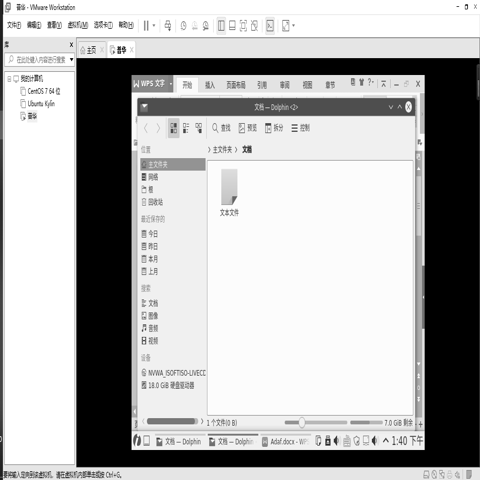 普华 - VMware Workstation
文件(F) 编辑(E) 查看(V) 虚拟机(M) 选项卡(T) 帮助(H)
库
主页
普华
在此处键入内容进行搜索
我的计算机
CentOS 7 64 位
Ubuntu Kylin
普华
WPS 文字
开始 插入 页面布局 引用 审阅 视图 章节
文档 — Dolphin <2>
查找 预览 拆分 控制
位置
主文件夹 文档
主文件夹
网络
根
回收站
文本文件
最近保存的
今日
昨日
本月
上月
搜索
文档
图像
音频
视频
设备
NVWA_ISOFTISO-LIVECD
18.0 GiB 硬盘驱动器
1 个文件(0 B)
7.0 GiB 剩余
文档 — Dolphin
文档 — Dolphin
Adaf.docx - WPS
1:40 下午
要将输入定向到该虚拟机，请在虚拟机内部单击或按 Ctrl+G。